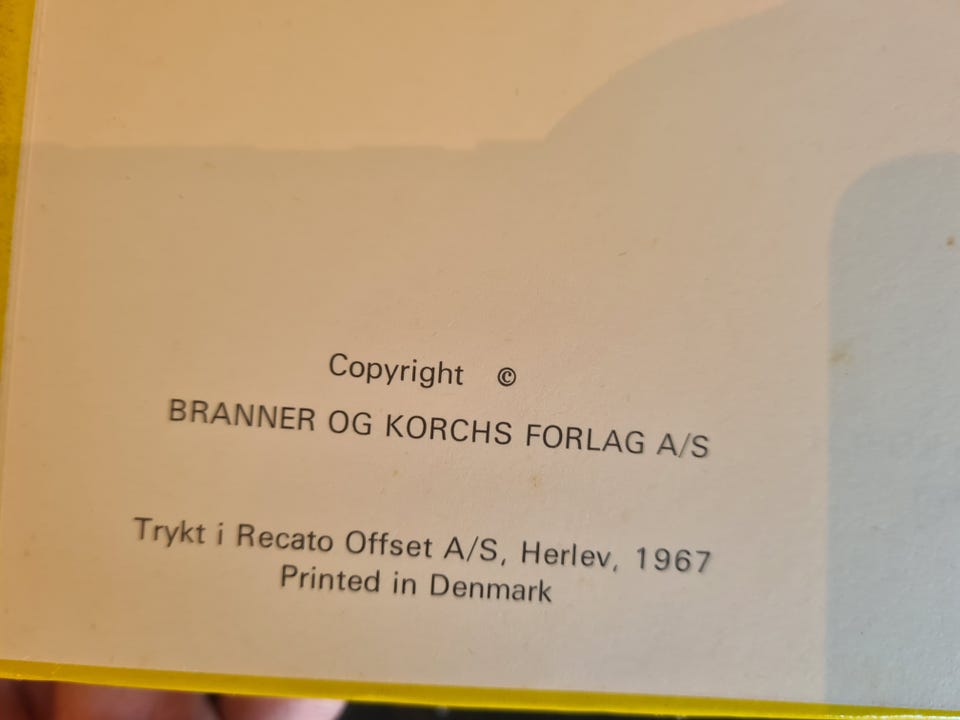 Copyright ©
BRANNER OG KORCHS FORLAG A/S
Trykt i Recato Offset A/S, Herlev, 1967
Printed in Denmark